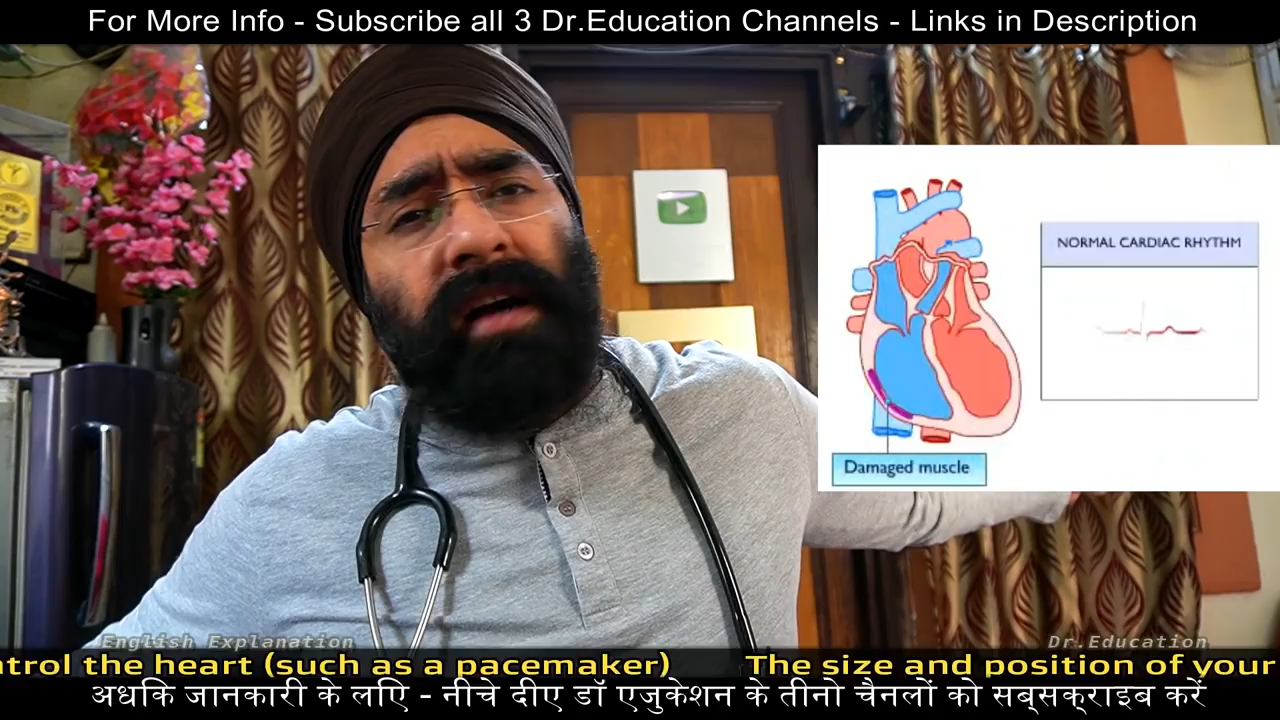 For More Info - Subscribe all 3 Dr.Education Channels - Links in Description
NORMAL CARDIAC RHYTHM
Damaged muscle
English Explanation
Dr.Education
ntrol the heart (such as a pacemaker) The size and position of your
अधकि जानकारी के लएि - नीचे दीए डॉ एजुकेशन के तीनो चैनलों को सब्सक्राइब करें